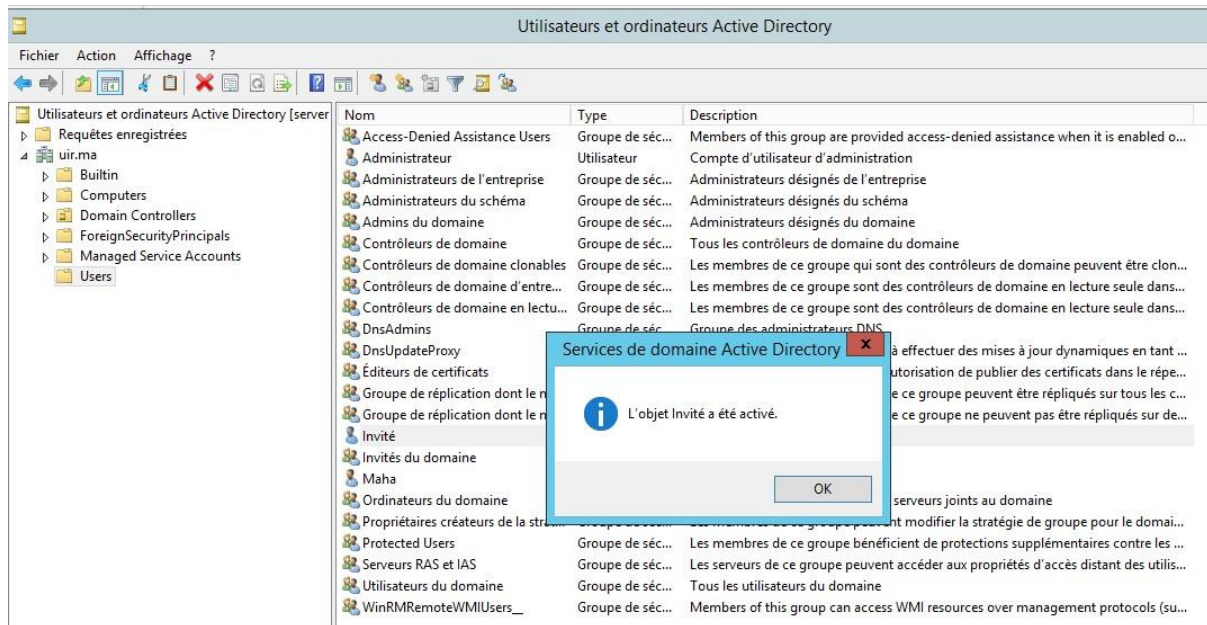 Utilisateurs et ordinateurs Active Directory
Fichier Action Affichage ?
Utilisateurs et ordinateurs Active Directory [server
Requêtes enregistrées
uir.ma
Builtin
Computers
Domain Controllers
ForeignSecurityPrincipals
Managed Service Accounts
Users
Nom Type Description
Access-Denied Assistance Users Groupe de séc... Members of this group are provided access-denied assistance when it is enabled o...
Administrateur Utilisateur Compte d'utilisateur d'administration
Administrateurs de l'entreprise Groupe de séc... Administrateurs désignés de l'entreprise
Administrateurs du schéma Groupe de séc... Administrateurs désignés du schéma
Admins du domaine Groupe de séc... Administrateurs désignés du domaine
Contrôleurs de domaine Groupe de séc... Tous les contrôleurs de domaine du domaine
Contrôleurs de domaine clonables Groupe de séc... Les membres de ce groupe qui sont des contrôleurs de domaine peuvent être clon...
Contrôleurs de domaine d'entre... Groupe de séc... Les membres de ce groupe sont des contrôleurs de domaine en lecture seule dans...
Contrôleurs de domaine en lectu... Groupe de séc... Les membres de ce groupe sont des contrôleurs de domaine en lecture seule dans...
DnsAdmins Groupe de séc... Groupe des administrateurs DNS
DnsUpdateProxy à effectuer des mises à jour dynamiques en tant ...
Éditeurs de certificats utorisation de publier des certificats dans le répe...
Groupe de réplication dont le n e ce groupe peuvent être répliqués sur tous les c...
Groupe de réplication dont le n e ce groupe ne peuvent pas être répliqués sur de...
Invité
Invités du domaine
Maha
Ordinateurs du domaine serveurs joints au domaine
Propriétaires créateurs de la strat... Les membres de ce groupe peuvent modifier la stratégie de groupe pour le domai...
Protected Users Groupe de séc... Les membres de ce groupe bénéficient de protections supplémentaires contre les ...
Serveurs RAS et IAS Groupe de séc... Les serveurs de ce groupe peuvent accéder aux propriétés d'accès distant des utilis...
Utilisateurs du domaine Groupe de séc... Tous les utilisateurs du domaine
WinRMRemoteWMIUsers__ Groupe de séc... Members of this group can access WMI resources over management protocols (su...
Services de domaine Active Directory x
L'objet Invité a été activé.
OK